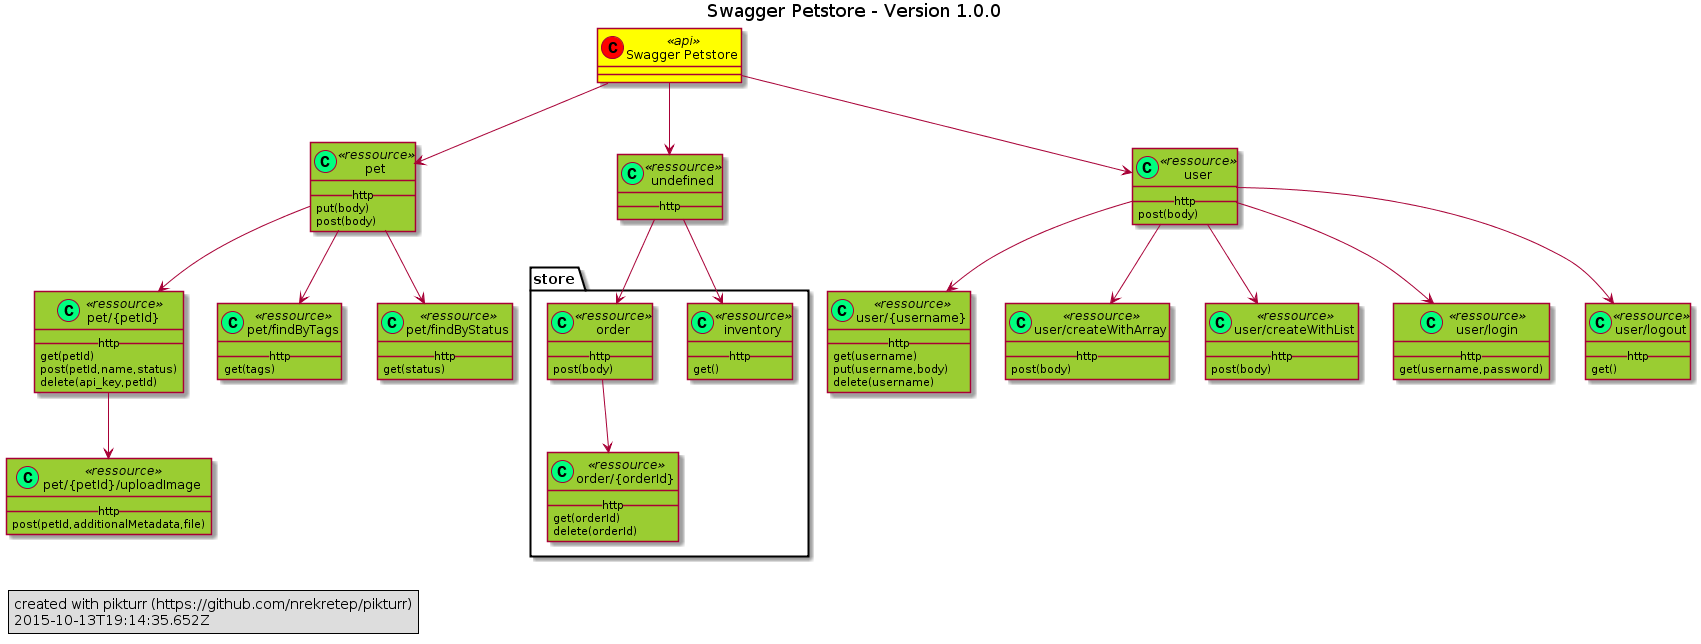 Swagger Petstore - Version 1.0.0
C
«api»
Swagger Petstore
C
«ressource»
pet
http
put(body)
post(body)
C
«ressource»
undefined
http
C
«ressource»
user
http
post(body)
store
C
«ressource»
pet/{petId}
http
get(petId)
post(petId,name,status)
delete(api_key,petId)
C
«ressource»
pet/findByTags
http
get(tags)
C
«ressource»
pet/findByStatus
http
get(status)
C
«ressource»
order
http
post(body)
C
«ressource»
inventory
http
get()
C
«ressource»
user/{username}
http
get(username)
put(username,body)
delete(username)
C
«ressource»
user/createWithArray
http
post(body)
C
«ressource»
user/createWithList
http
post(body)
C
«ressource»
user/login
http
get(username,password)
C
«ressource»
user/logout
http
get()
C
«ressource»
pet/{petId}/uploadImage
http
post(petId,additionalMetadata,file)
C
«ressource»
order/{orderId}
http
get(orderId)
delete(orderId)
created with pikturr (https://github.com/nrekretep/pikturr)
2015-10-13T19:14:35.652Z